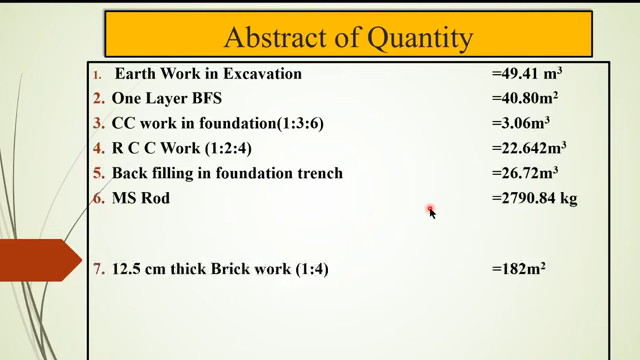 Abstract of Quantity
1. Earth Work in Excavation =49.41 m³
2. One Layer BFS =40.80m²
3. CC work in foundation(1:3:6) =3.06m³
4. R C C Work (1:2:4) =22.642m³
5. Back filling in foundation trench =26.72m³
6. MS Rod =2790.84 kg
7. 12.5 cm thick Brick work (1:4) =182m²